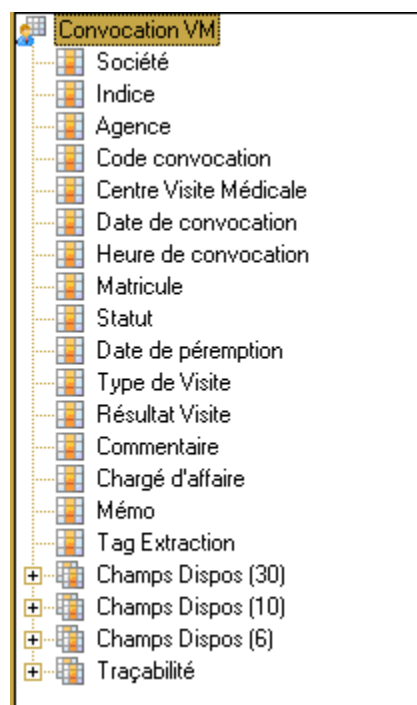 Convocation VM
Société
Indice
Agence
Code convocation
Centre Visite Médicale
Date de convocation
Heure de convocation
Matricule
Statut
Date de péremption
Type de Visite
Résultat Visite
Commentaire
Chargé d'affaire
Mémo
Tag Extraction
Champs Dispos (30)
Champs Dispos (10)
Champs Dispos (6)
Traçabilité